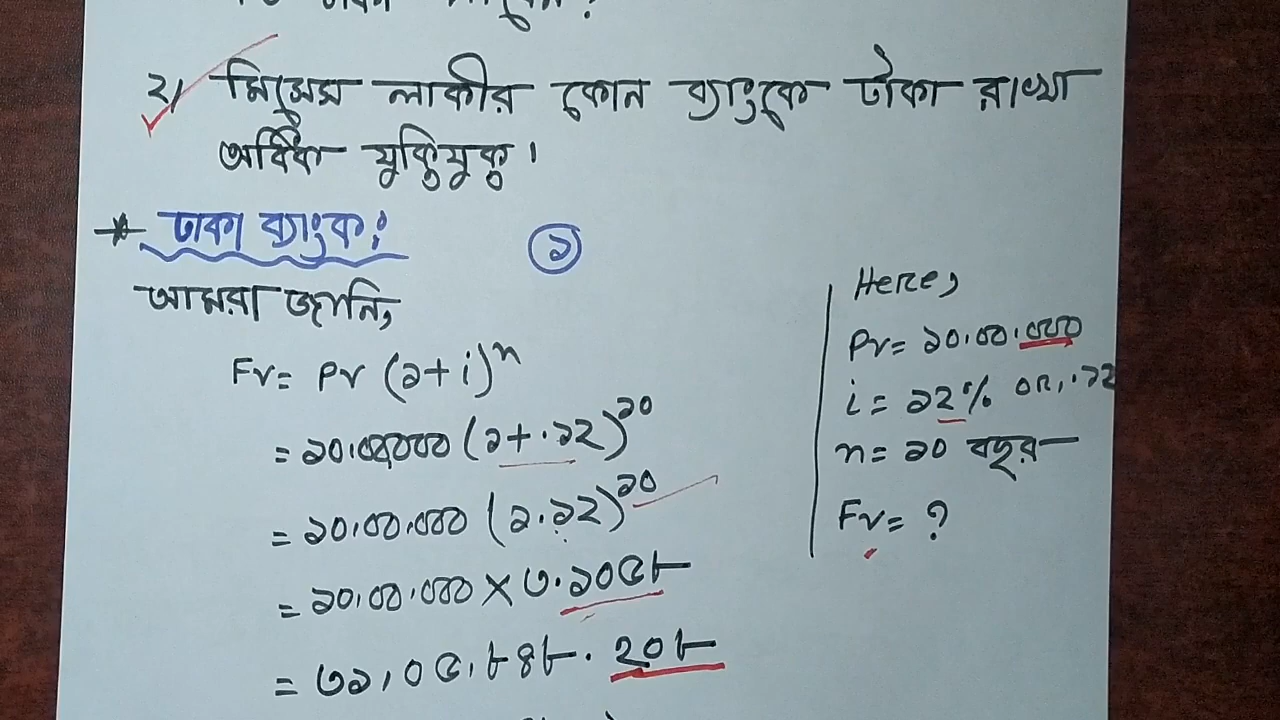 ২। মিসেস লাকীর কোন ব্যাংকে টাকা রাখা
অধিক যুক্তিযুক্ত।
* ঢাকা ব্যাংক:
১
আমরা জানি,
Fv= PV (১+i)ⁿ
= ১০,০০,০০০ (১+.১২)^১০
= ১০,০০,০০০ (১.১২)^১০
= ১০,০০,০০০ × ৩.১০৫৮
= ৩১,০৫,৮৪৮.২০৮
Here,
PV= ১০,০০,০০০
i= ১২% OR, .১২
n= ১০ বছর
Fv= ?